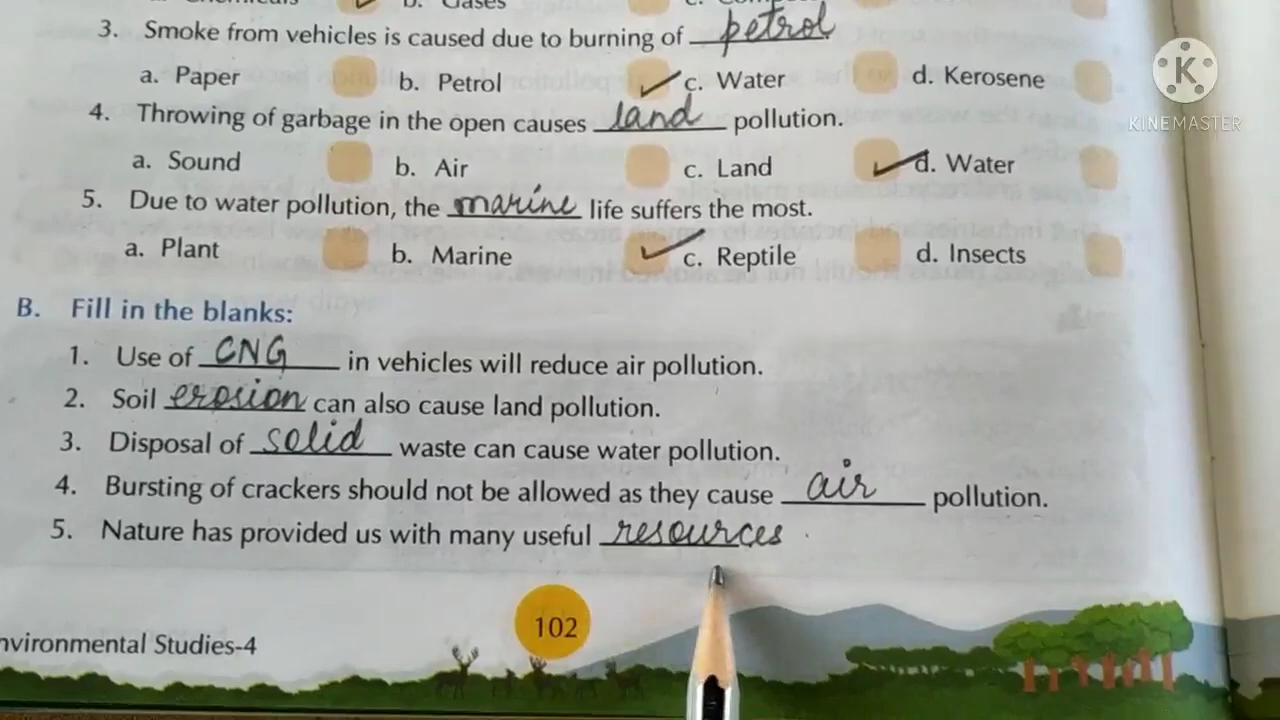 b. Gases
3. Smoke from vehicles is caused due to burning of petrol
a. Paper b. Petrol c. Water d. Kerosene
KINEMASTER
4. Throwing of garbage in the open causes land pollution.
a. Sound b. Air c. Land d. Water
5. Due to water pollution, the marine life suffers the most.
a. Plant b. Marine c. Reptile d. Insects
B. Fill in the blanks:
1. Use of CNG in vehicles will reduce air pollution.
2. Soil erosion can also cause land pollution.
3. Disposal of solid waste can cause water pollution.
4. Bursting of crackers should not be allowed as they cause air pollution.
5. Nature has provided us with many useful resources .
102
nvironmental Studies-4